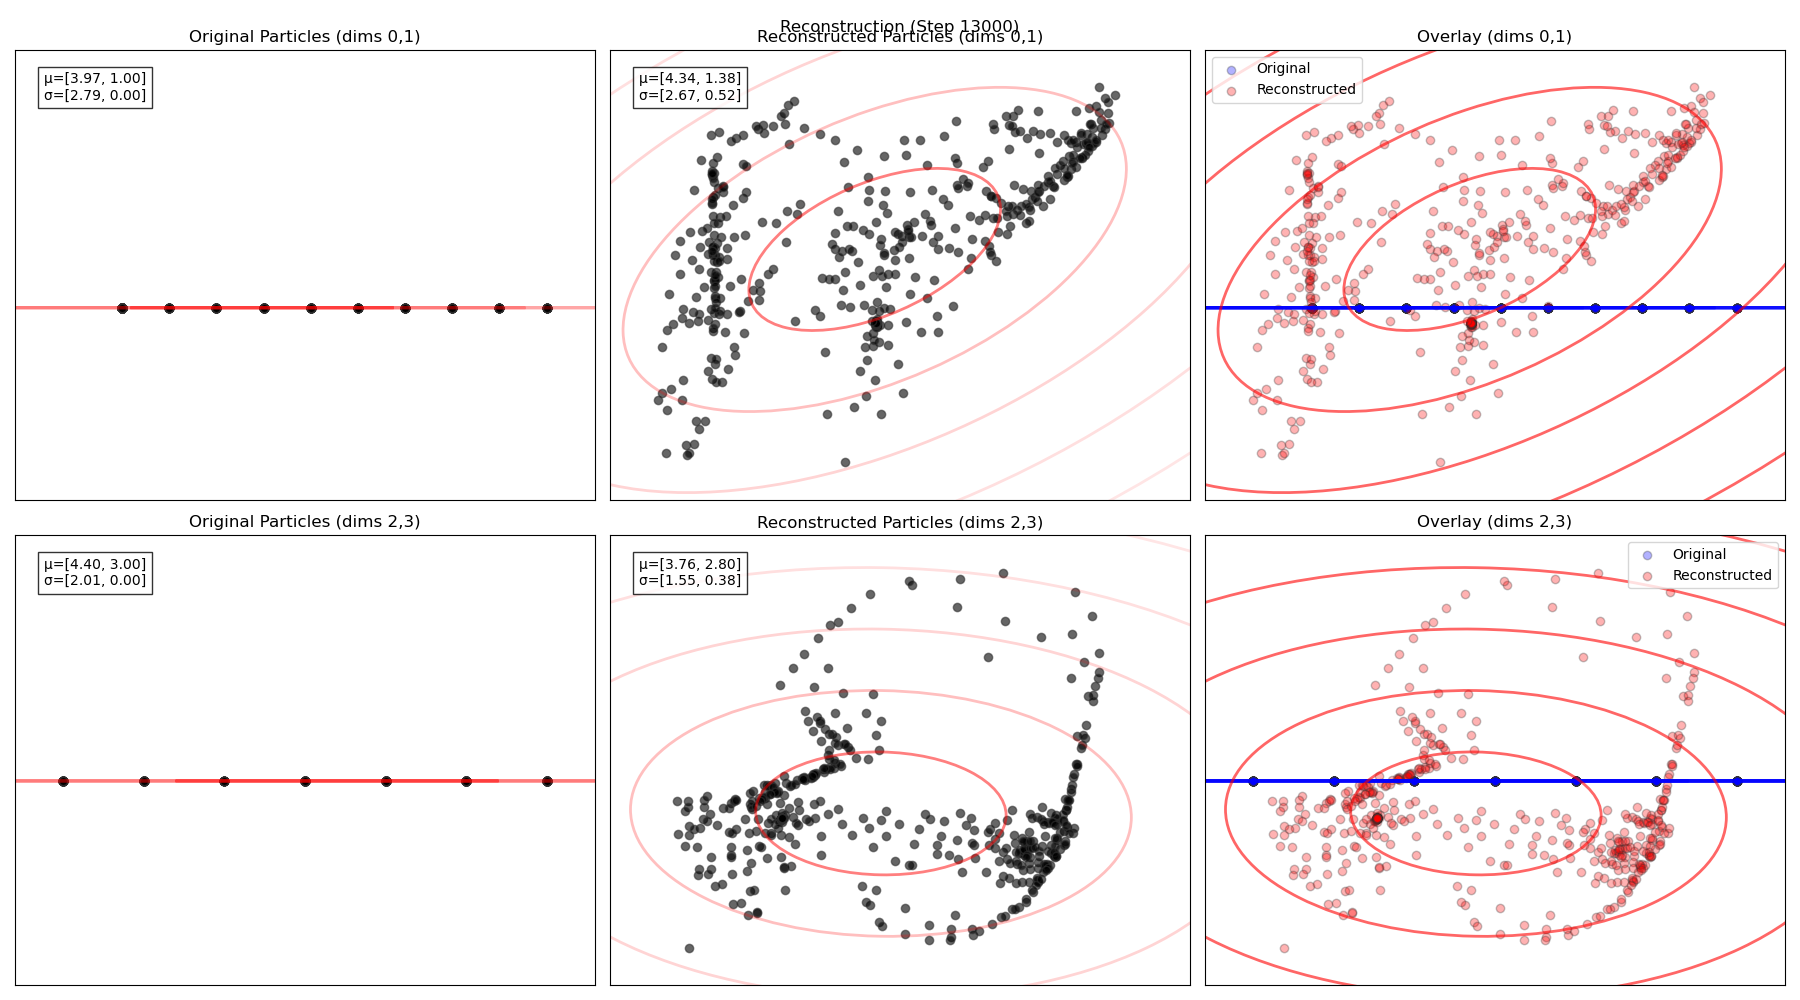 Reconstruction (Step 13000)
Original Particles (dims 0,1)
Reconstructed Particles (dims 0,1)
Overlay (dims 0,1)
μ=[3.97, 1.00]
σ=[2.79, 0.00]
μ=[4.34, 1.38]
σ=[2.67, 0.52]
Original
Reconstructed
Original Particles (dims 2,3)
Reconstructed Particles (dims 2,3)
Overlay (dims 2,3)
μ=[4.40, 3.00]
σ=[2.01, 0.00]
μ=[3.76, 2.80]
σ=[1.55, 0.38]
Original
Reconstructed